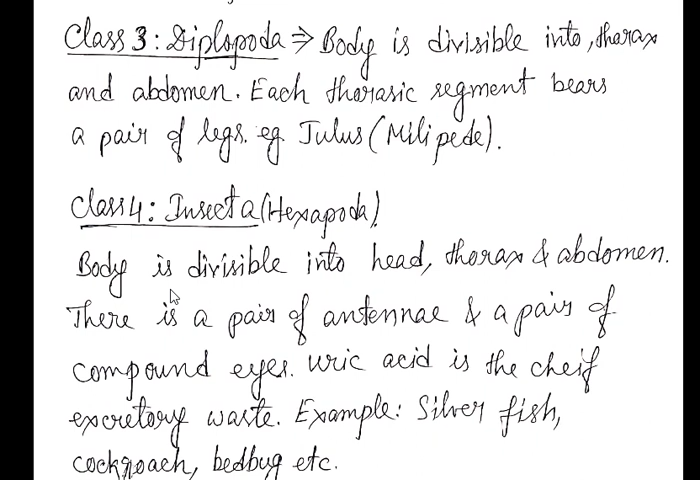 Class 3 : Diplopoda ⇒ Body is divisible into, thorax
and abdomen. Each thorasic segment bears
a pair of legs. eg Julus (Milipede).
Class 4 : Insecta (Hexapoda).
Body is divisible into head, thorax & abdomen.
There is a pair of antennae & a pair of
compound eyes. Uric acid is the cheif
excretory waste. Example: Silver fish,
cockroach, bedbug etc.